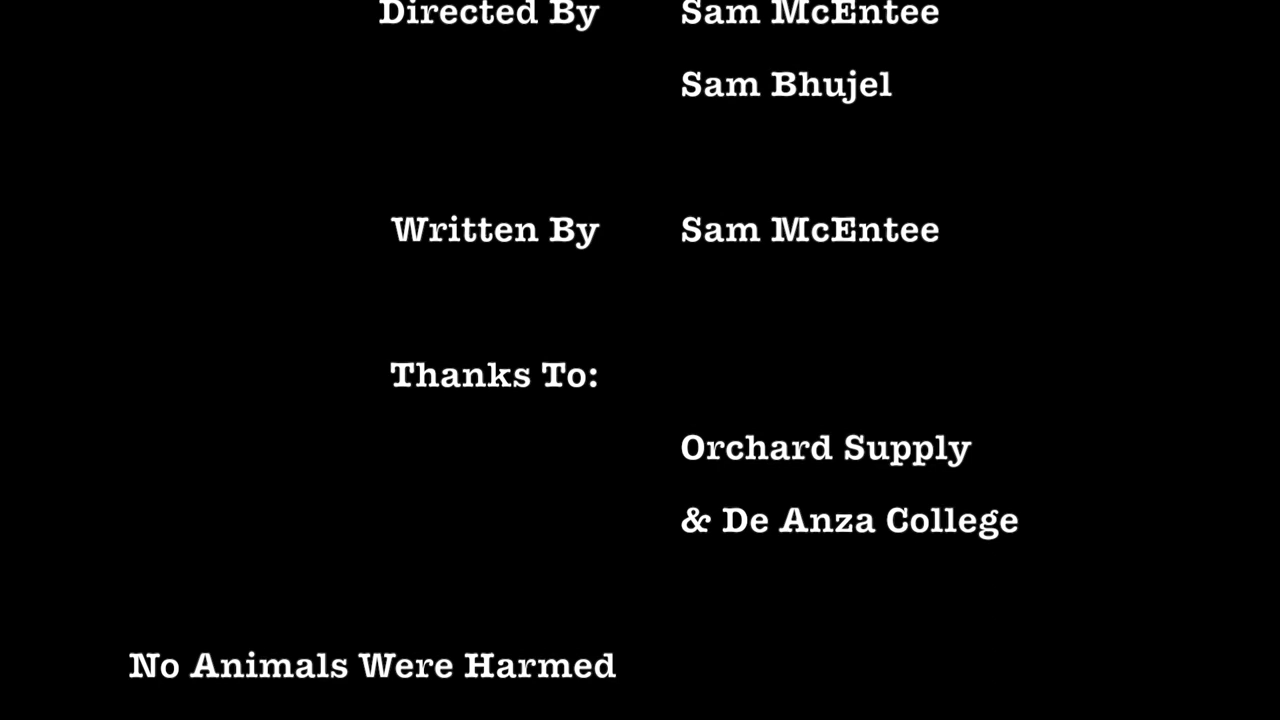 Directed By Sam McEntee
Sam Bhujel
Written By Sam McEntee
Thanks To:
Orchard Supply
& De Anza College
No Animals Were Harmed